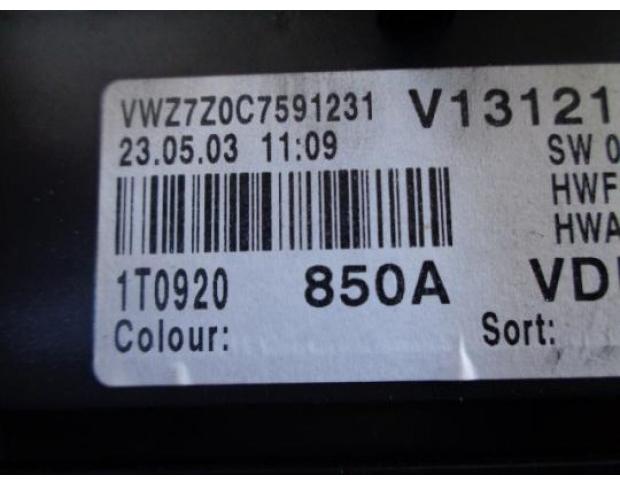 VWZ7Z0C7591231 V13121
23.05.03 11:09 SW 0
HWF
HWA
1T0920 850A VD
Colour: Sort: